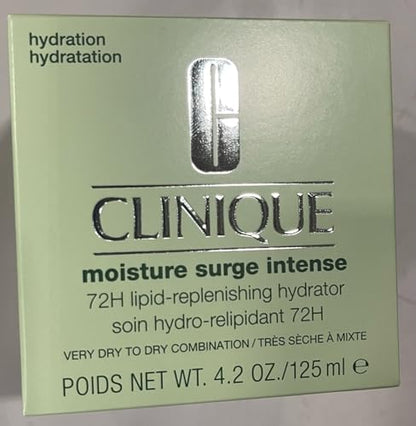 hydration
hydratation
C
CLINIQUE
moisture surge intense
72H lipid-replenishing hydrator
soin hydro-relipidant 72H
VERY DRY TO DRY COMBINATION / TRÈS SÈCHE À MIXTE
POIDS NET WT. 4.2 OZ./125 ml ℮